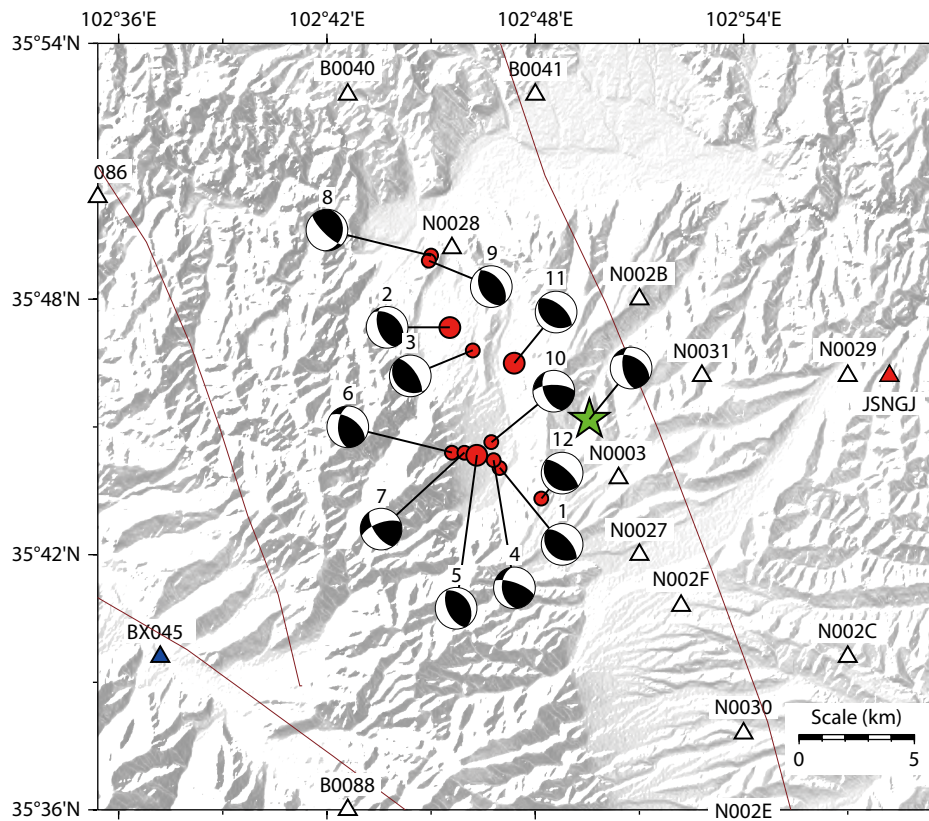 102°36'E 102°42'E 102°48'E 102°54'E
35°54'N
B0040
B0041
086
8
N0028
9
11
N002B
35°48'N
2
3
10
N0031
N0029
JSNGJ
6
12
N0003
7
1
35°42'N
N0027
5
4
N002F
BX045
N002C
N0030
Scale (km)
0 5
B0088
35°36'N
N002E